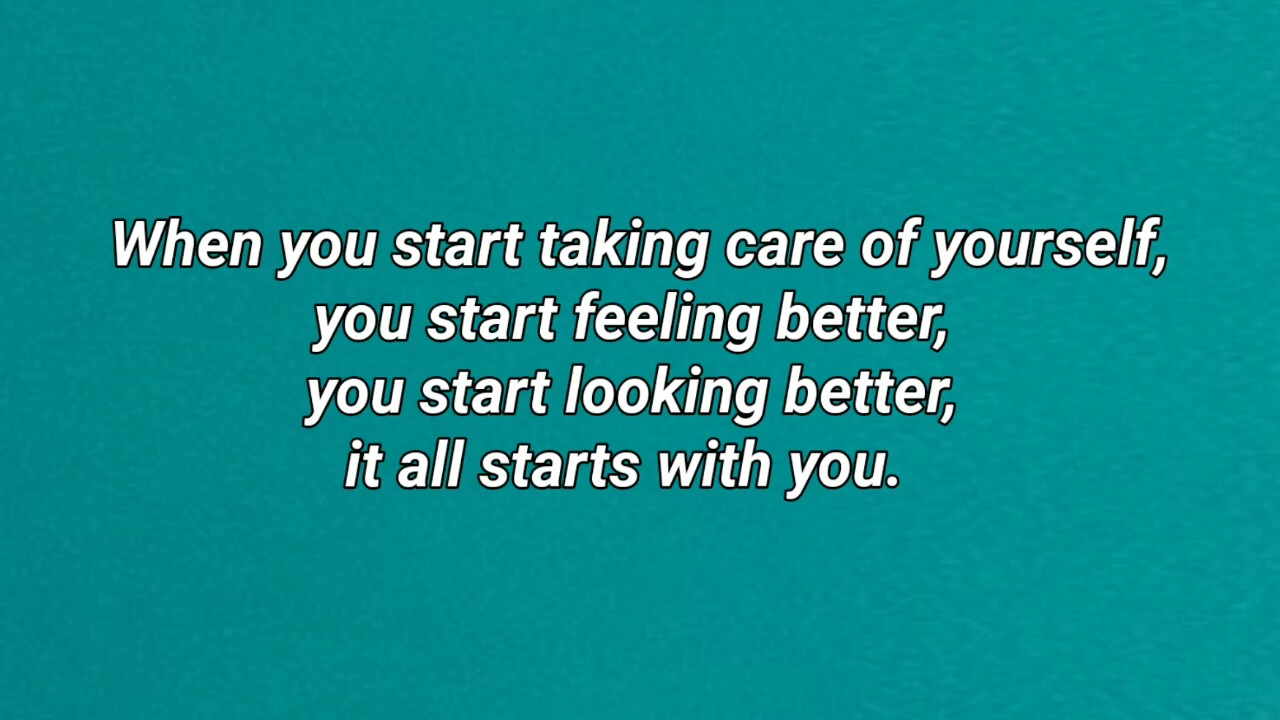 When you start taking care of yourself,
you start feeling better,
you start looking better,
it all starts with you.